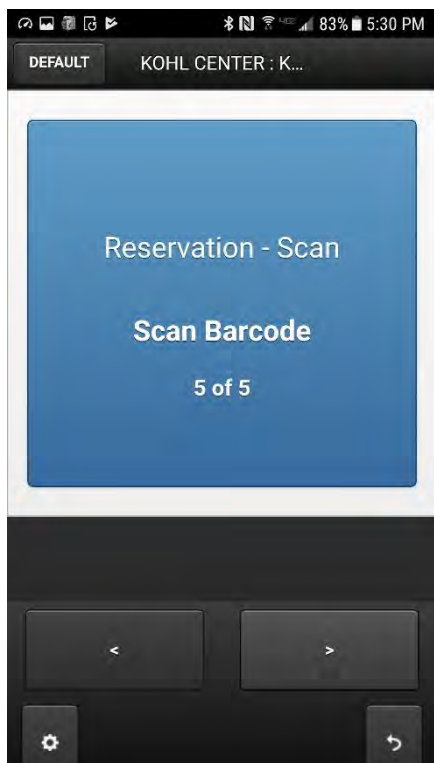 83% 5:30 PM
DEFAULT KOHL CENTER : K...
Reservation - Scan
Scan Barcode
5 of 5
< >